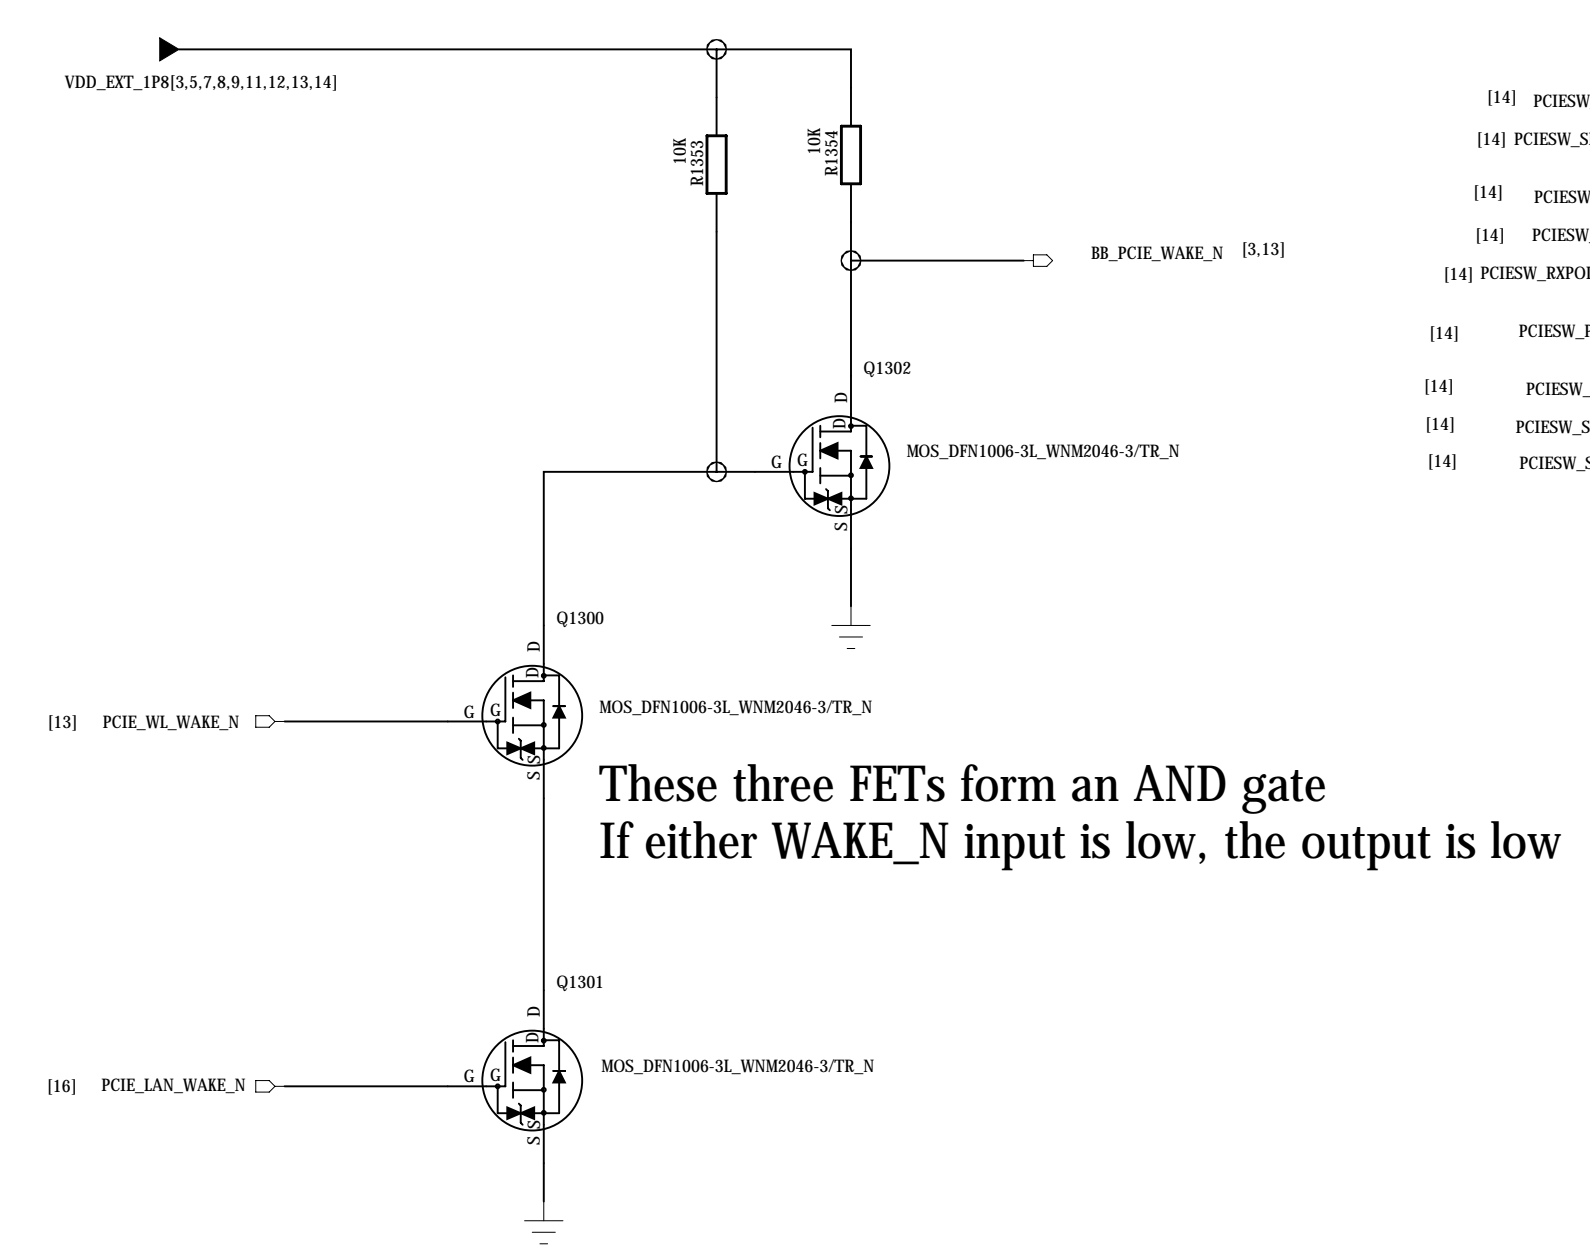 VDD_EXT_1P8[3,5,7,8,9,11,12,13,14]
10K
R1353
10K
R1354
BB_PCIE_WAKE_N [3,13]
Q1302
D
D
G G
S
S
MOS_DFN1006-3L_WNM2046-3/TR_N
Q1300
D
D
[13] PCIE_WL_WAKE_N
G G
S
S
MOS_DFN1006-3L_WNM2046-3/TR_N
These three FETs form an AND gate
If either WAKE_N input is low, the output is low
Q1301
D
D
[16] PCIE_LAN_WAKE_N
G G
S
S
MOS_DFN1006-3L_WNM2046-3/TR_N
[14] PCIESW
[14]
[14] PCIESW
[14] PCIESW_
[14]
[14]
[14] PCIESW_
[14] PCIESW_S
[14] PCIESW_S